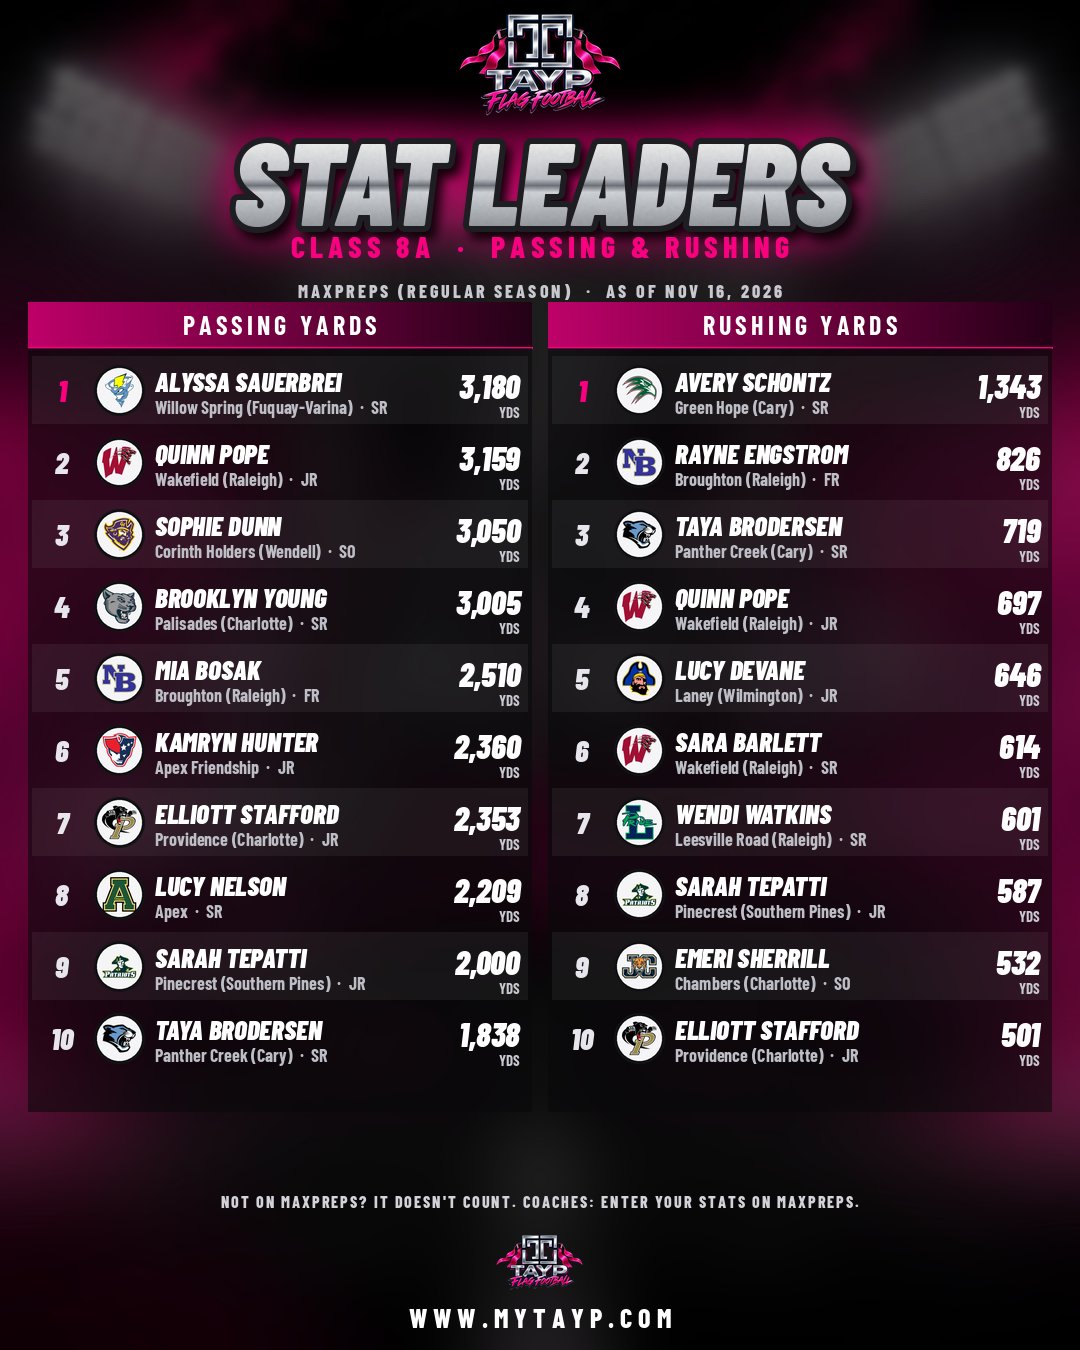 TAYP
FLAG FOOTBALL
STAT LEADERS
CLASS 8A · PASSING & RUSHING
MAXPREPS (REGULAR SEASON) · AS OF NOV 16, 2026
PASSING YARDS
1 ALYSSA SAUERBREI 3,180
Willow Spring (Fuquay-Varina) · SR YDS
2 QUINN POPE 3,159
Wakefield (Raleigh) · JR YDS
3 SOPHIE DUNN 3,050
Corinth Holders (Wendell) · SO YDS
4 BROOKLYN YOUNG 3,005
Palisades (Charlotte) · SR YDS
5 NB MIA BOSAK 2,510
Broughton (Raleigh) · FR YDS
6 KAMRYN HUNTER 2,360
Apex Friendship · JR YDS
7 P ELLIOTT STAFFORD 2,353
Providence (Charlotte) · JR YDS
8 A LUCY NELSON 2,209
Apex · SR YDS
9 PATRIOTS SARAH TEPATTI 2,000
Pinecrest (Southern Pines) · JR YDS
10 TAYA BRODERSEN 1,838
Panther Creek (Cary) · SR YDS
RUSHING YARDS
1 AVERY SCHONTZ 1,343
Green Hope (Cary) · SR YDS
2 NB RAYNE ENGSTROM 826
Broughton (Raleigh) · FR YDS
3 TAYA BRODERSEN 719
Panther Creek (Cary) · SR YDS
4 W QUINN POPE 697
Wakefield (Raleigh) · JR YDS
5 LUCY DEVANE 646
Laney (Wilmington) · JR YDS
6 W SARA BARLETT 614
Wakefield (Raleigh) · SR YDS
7 L WENDI WATKINS 601
Leesville Road (Raleigh) · SR YDS
8 PATRIOTS SARAH TEPATTI 587
Pinecrest (Southern Pines) · JR YDS
9 JC EMERI SHERRILL 532
Chambers (Charlotte) · SO YDS
10 P ELLIOTT STAFFORD 501
Providence (Charlotte) · JR YDS
NOT ON MAXPREPS? IT DOESN'T COUNT. COACHES: ENTER YOUR STATS ON MAXPREPS.
TAYP
FLAG FOOTBALL
WWW.MYTAYP.COM